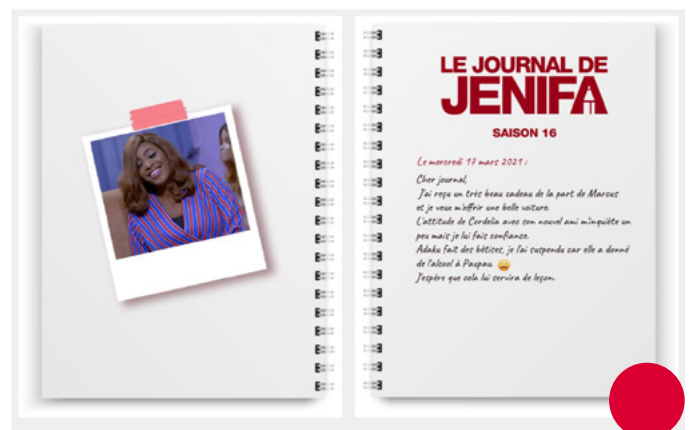 LE JOURNAL DE
JENIFA
SAISON 16
Le mercredi 17 mars 2021 :
Cher journal,
J'ai reçu un très beau cadeau de la part de Marcus
et je veux m'offrir une belle voiture.
L'attitude de Cordelia avec son nouvel ami m'inquiète un
peu mais je lui fais confiance.
Adaku fait des bêtises, je l'ai suspendu car elle a donné
de l'alcool à Paupau. 😩
J'espère que cela lui servira de leçon.